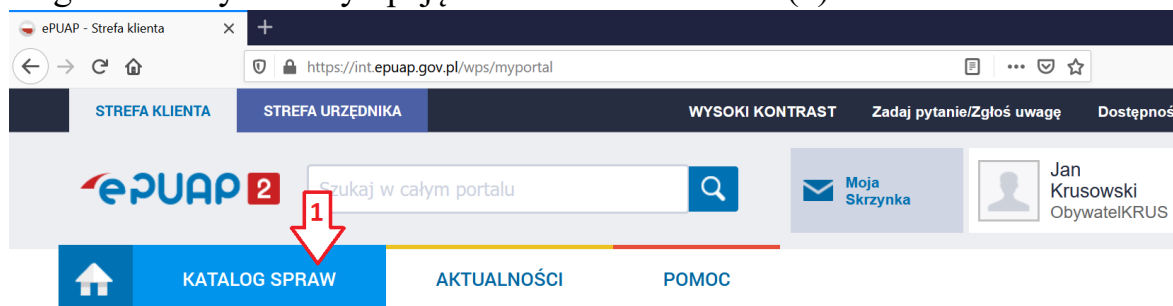 ePUAP - Strefa klienta
https://int.epuap.gov.pl/wps/myportal
STREFA KLIENTA STREFA URZĘDNIKA WYSOKI KONTRAST Zadaj pytanie/Zgłoś uwagę
ePUAP 2
Szukaj w całym portalu
Moja
Skrzynka
Jan
Krusowski
ObywatelKRUS
1
KATALOG SPRAW AKTUALNOŚCI POMOC